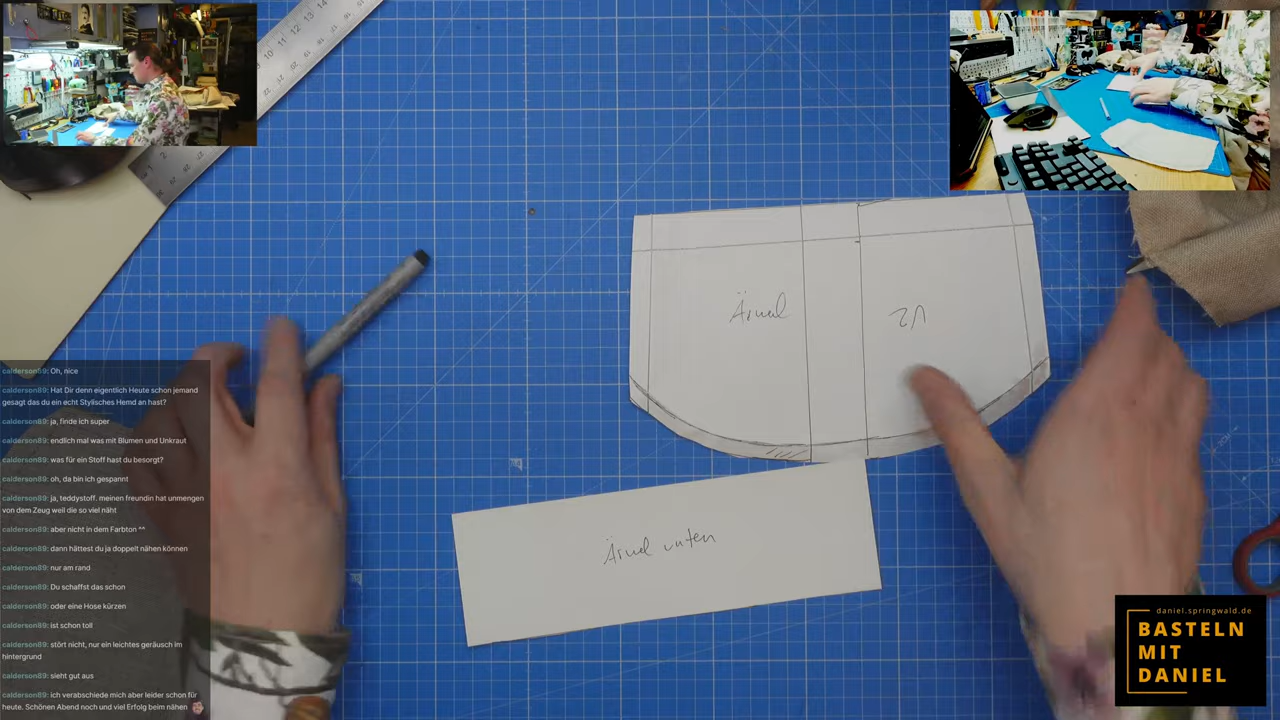 calderson89: Oh, nice
calderson89: Hat Dir denn eigentlich Heute schon jemand
gesagt das du ein echt Stylisches Hemd an hast?
calderson89: ja, finde ich super
calderson89: endlich mal was mit Blumen und Unkraut
calderson89: was für ein Stoff hast du besorgt?
calderson89: oh, da bin ich gespannt
calderson89: ja, teddystoff. meinen freundin hat unmengen
von dem Zeug weil die so viel näht
calderson89: aber nicht in dem Farbton ^^
calderson89: dann hättest du ja doppelt nähen können
calderson89: nur am rand
calderson89: Du schaffst das schon
calderson89: oder eine Hose kürzen
calderson89: ist schon toll
calderson89: stört nicht, nur ein leichtes geräusch im
hintergrund
calderson89: sieht gut aus
calderson89: ich verabschiede mich aber leider schon für
heute. Schönen Abend noch und viel Erfolg beim nähen
Ärmel
Ärmel unten
daniel.springwald.de
BASTELN
MIT
DANIEL